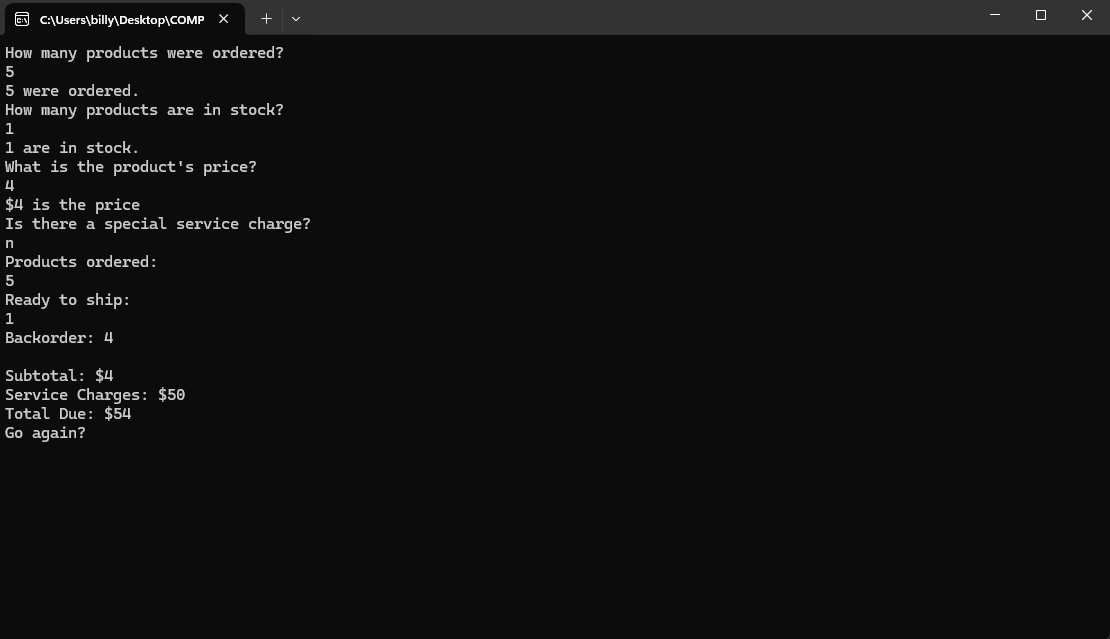 C:\Users\billy\Desktop\COMP
How many products were ordered?
5
5 were ordered.
How many products are in stock?
1
1 are in stock.
What is the product's price?
4
$4 is the price
Is there a special service charge?
n
Products ordered:
5
Ready to ship:
1
Backorder: 4
Subtotal: $4
Service Charges: $50
Total Due: $54
Go again?